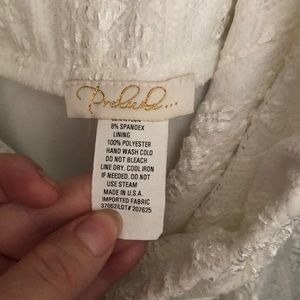 Prelude...
8% SPANDEX
LINING
100% POLYESTER
HAND WASH COLD
DO NOT BLEACH
LINE DRY. COOL IRON
IF NEEDED. DO NOT
USE STEAM
MADE IN U.S.A.
IMPORTED FABRIC